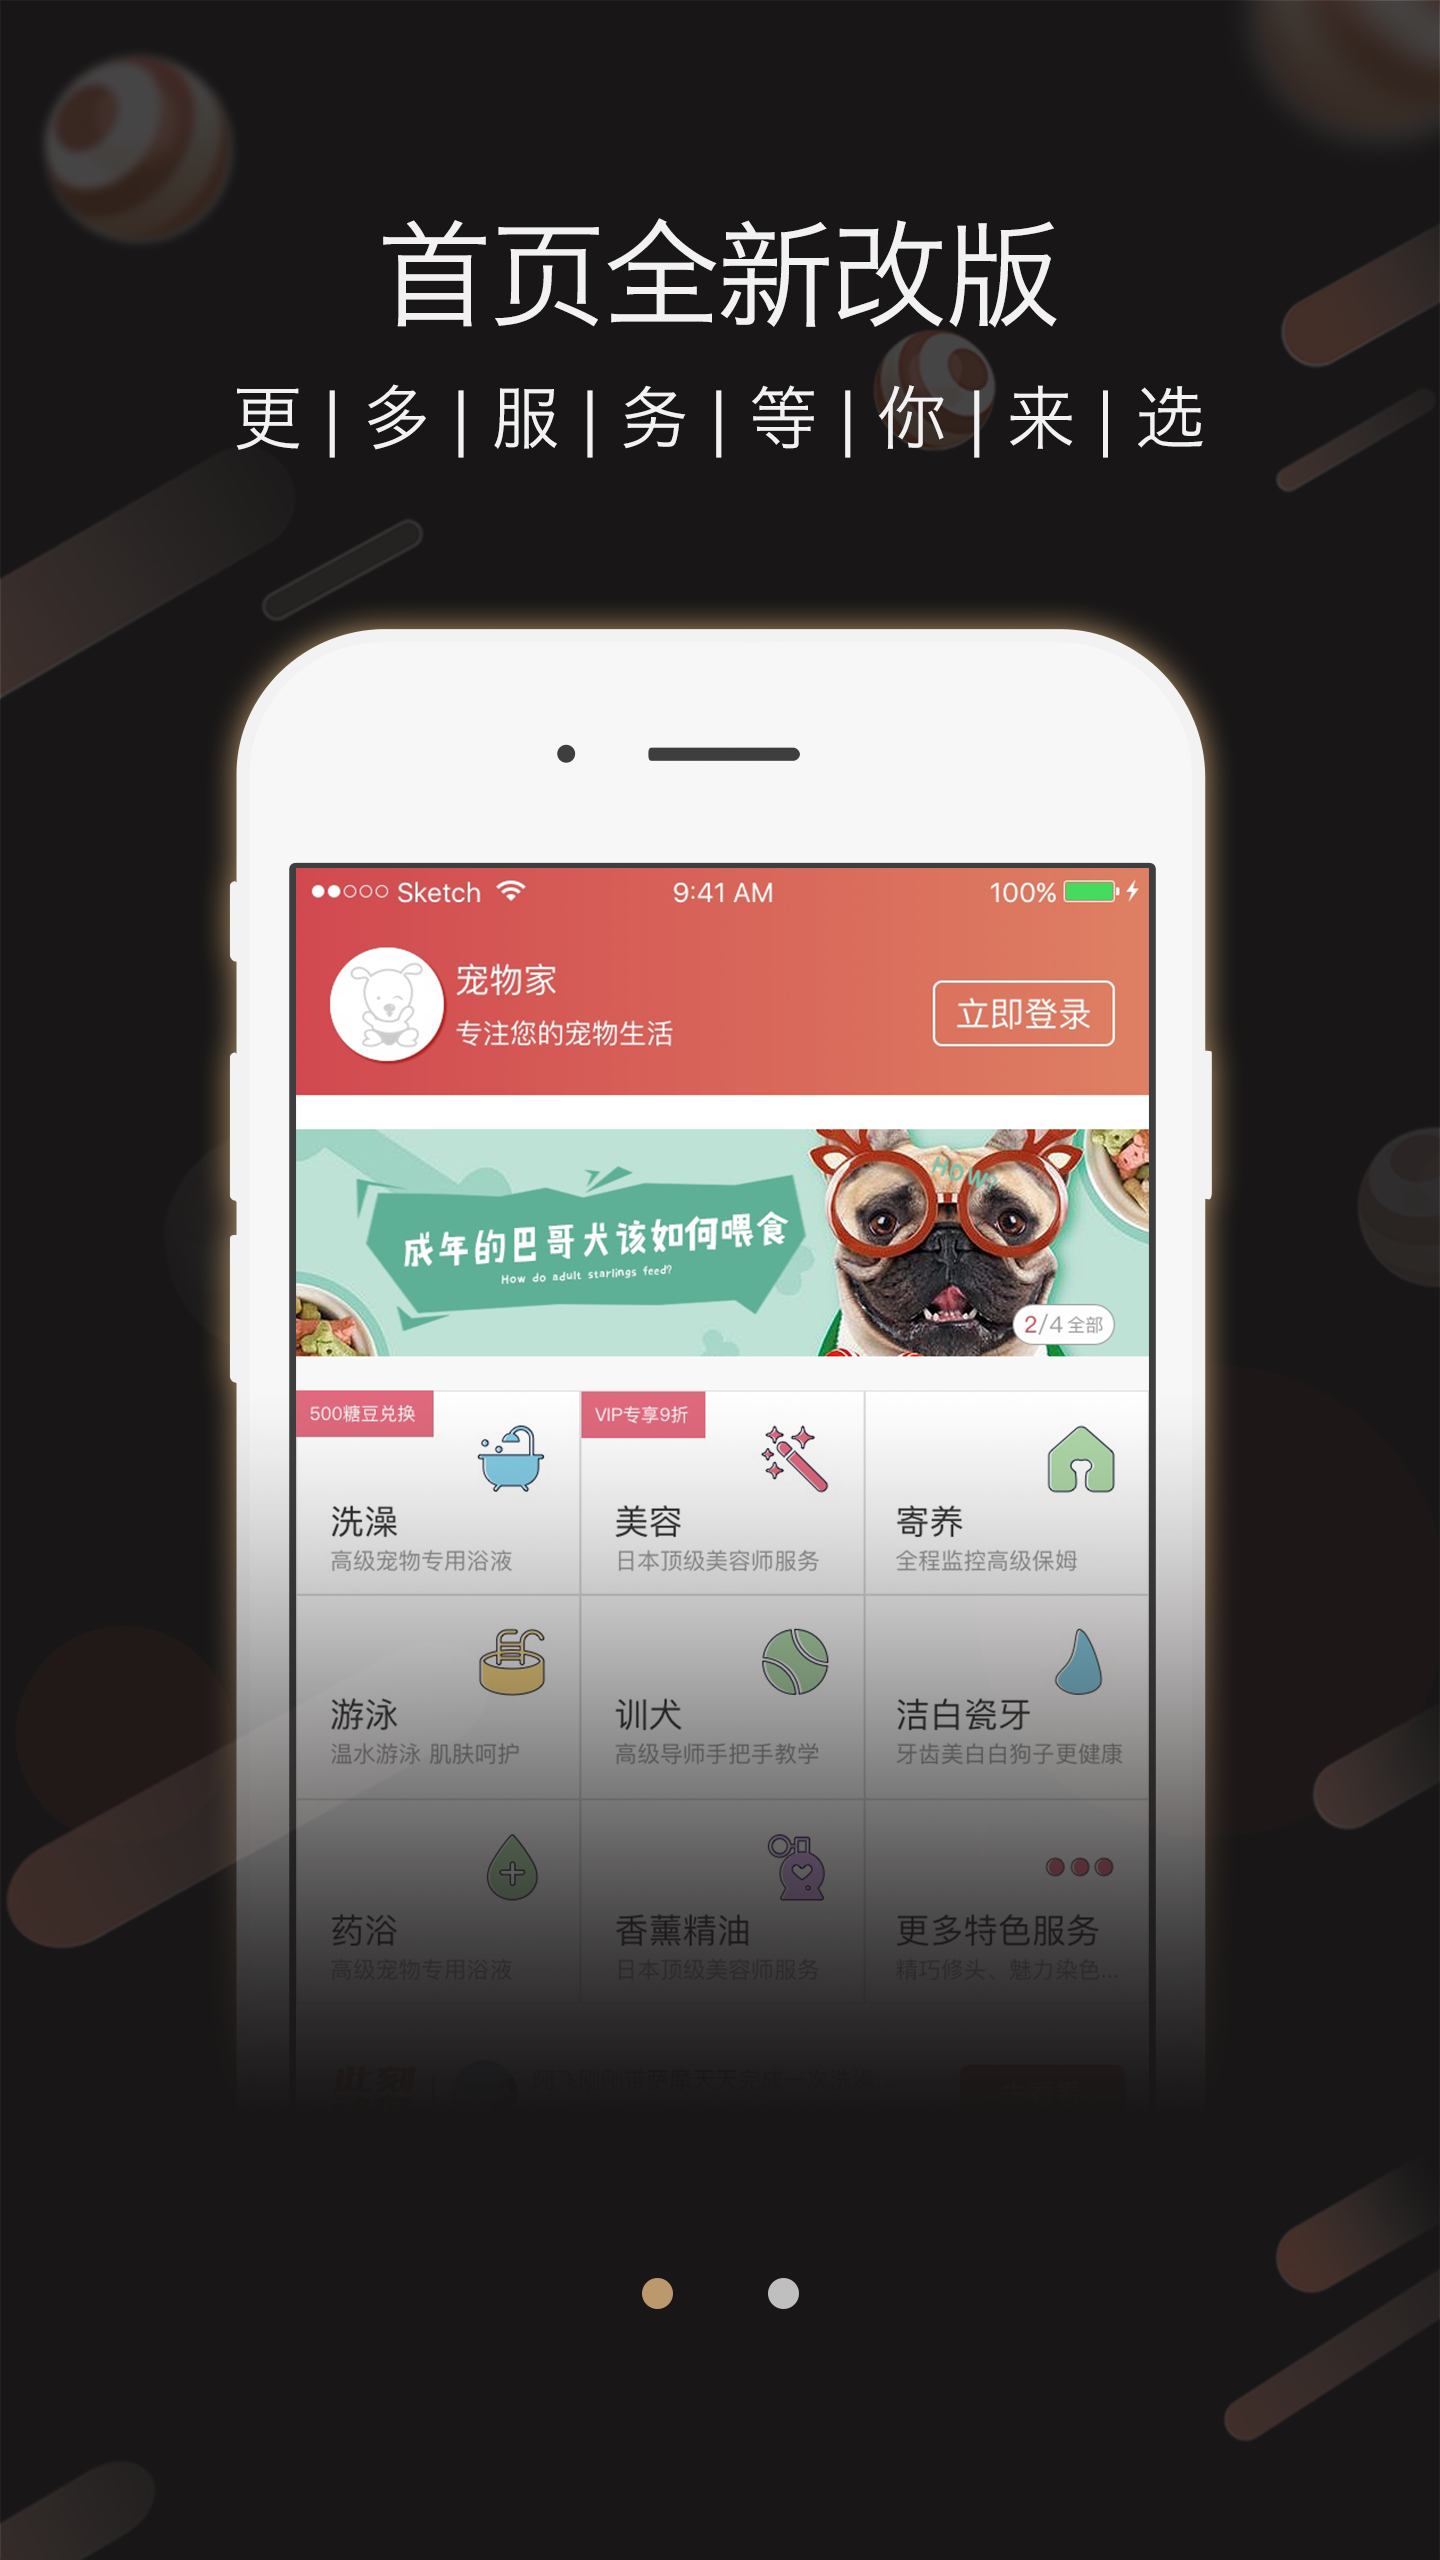 首页全新改版
更|多|服|务|等|你|来|选
Sketch 9:41 AM 100%
宠物家
专注您的宠物生活
立即登录
HOW?
成年的巴哥犬该如何喂食
How do adult starlings feed?
2/4 全部
500糖豆兑换
洗澡
高级宠物专用浴液
VIP专享9折
美容
日本顶级美容师服务
寄养
全程监控高级保姆
游泳
温水游泳 肌肤呵护
训犬
高级导师手把手教学
洁白瓷牙
牙齿美白白狗子更健康
药浴
高级宠物专用浴液
香薰精油
日本顶级美容师服务
更多特色服务
精巧修头、魅力染色...
此刻